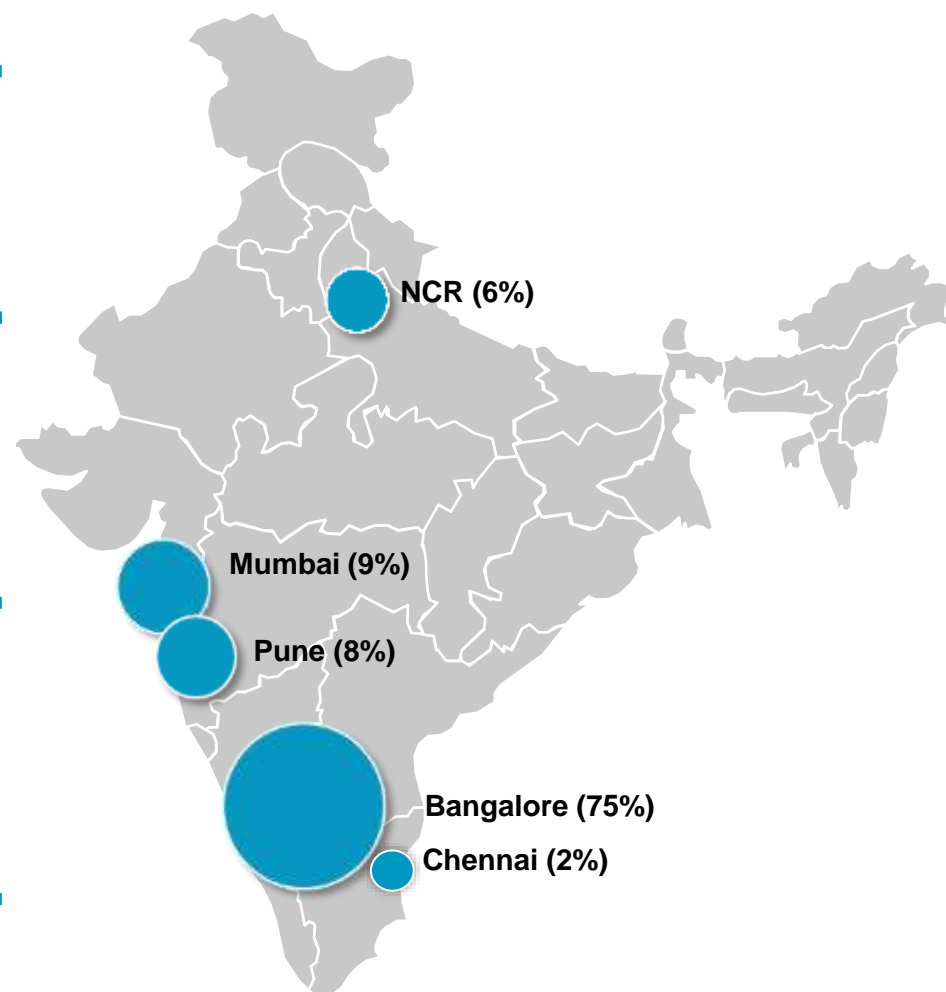 NCR (6%)
Mumbai (9%)
Pune (8%)
Bangalore (75%)
Chennai (2%)